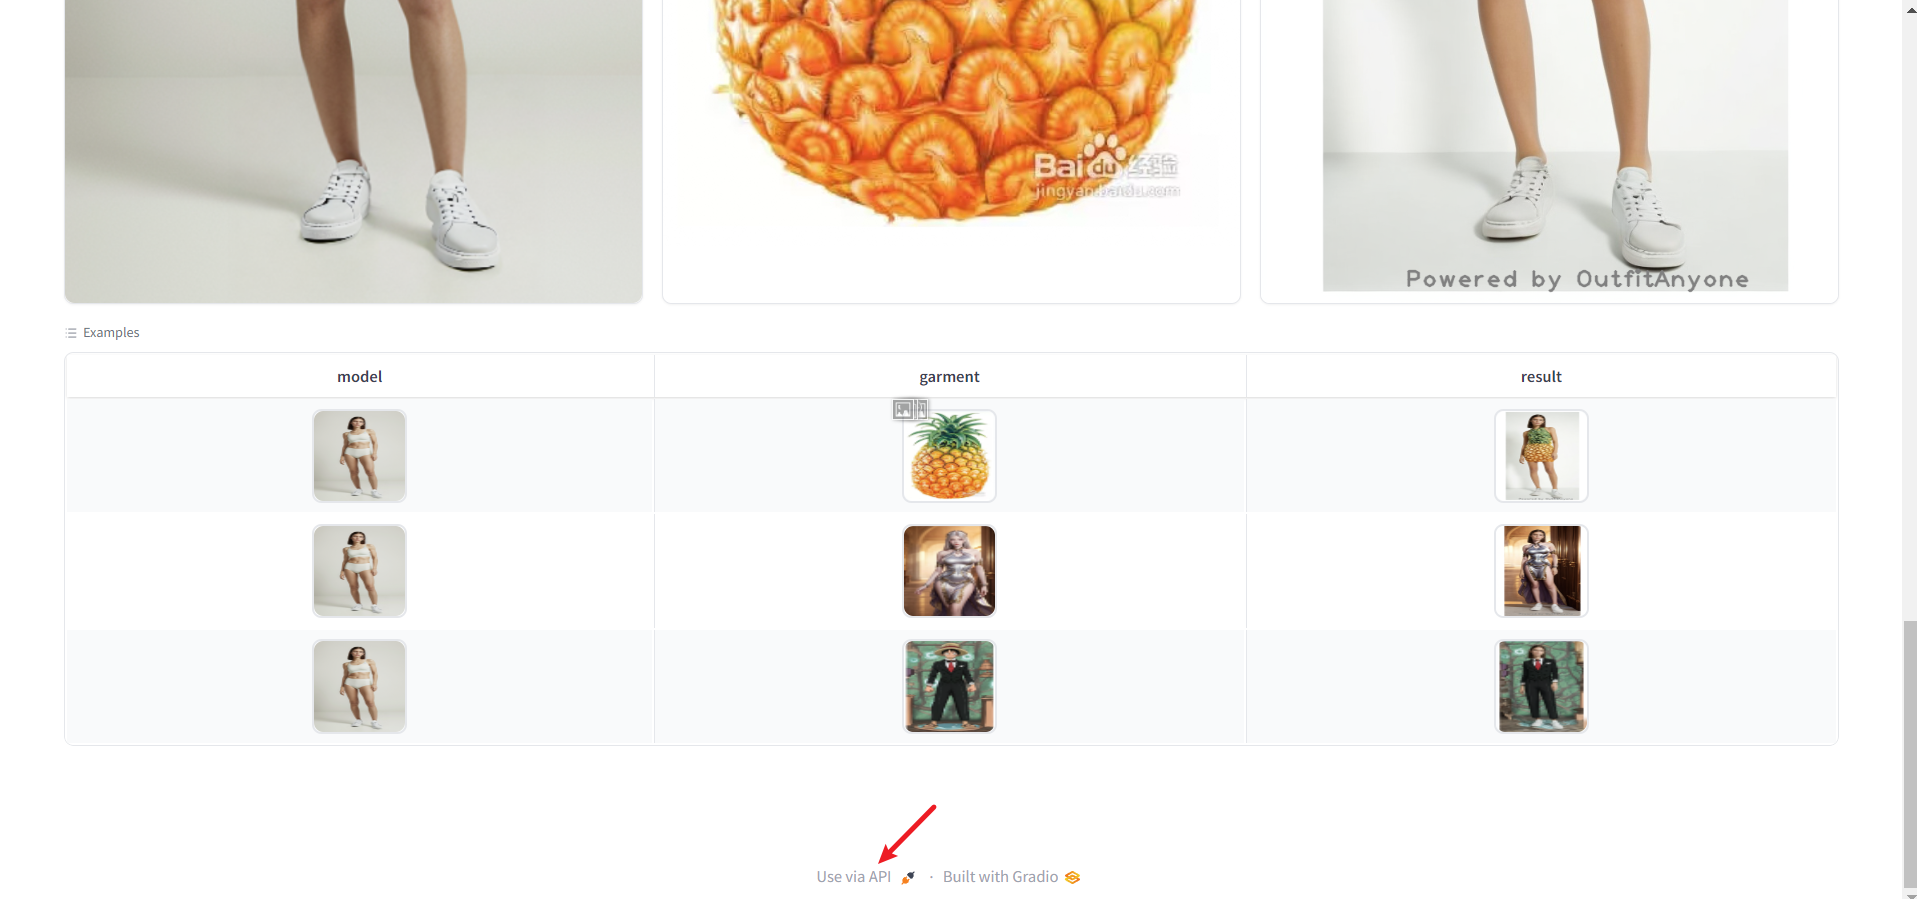 Baidu经验
jingyan.baidu.com
Powered by OutfitAnyone
Examples
model
garment
result
Use via API · Built with Gradio